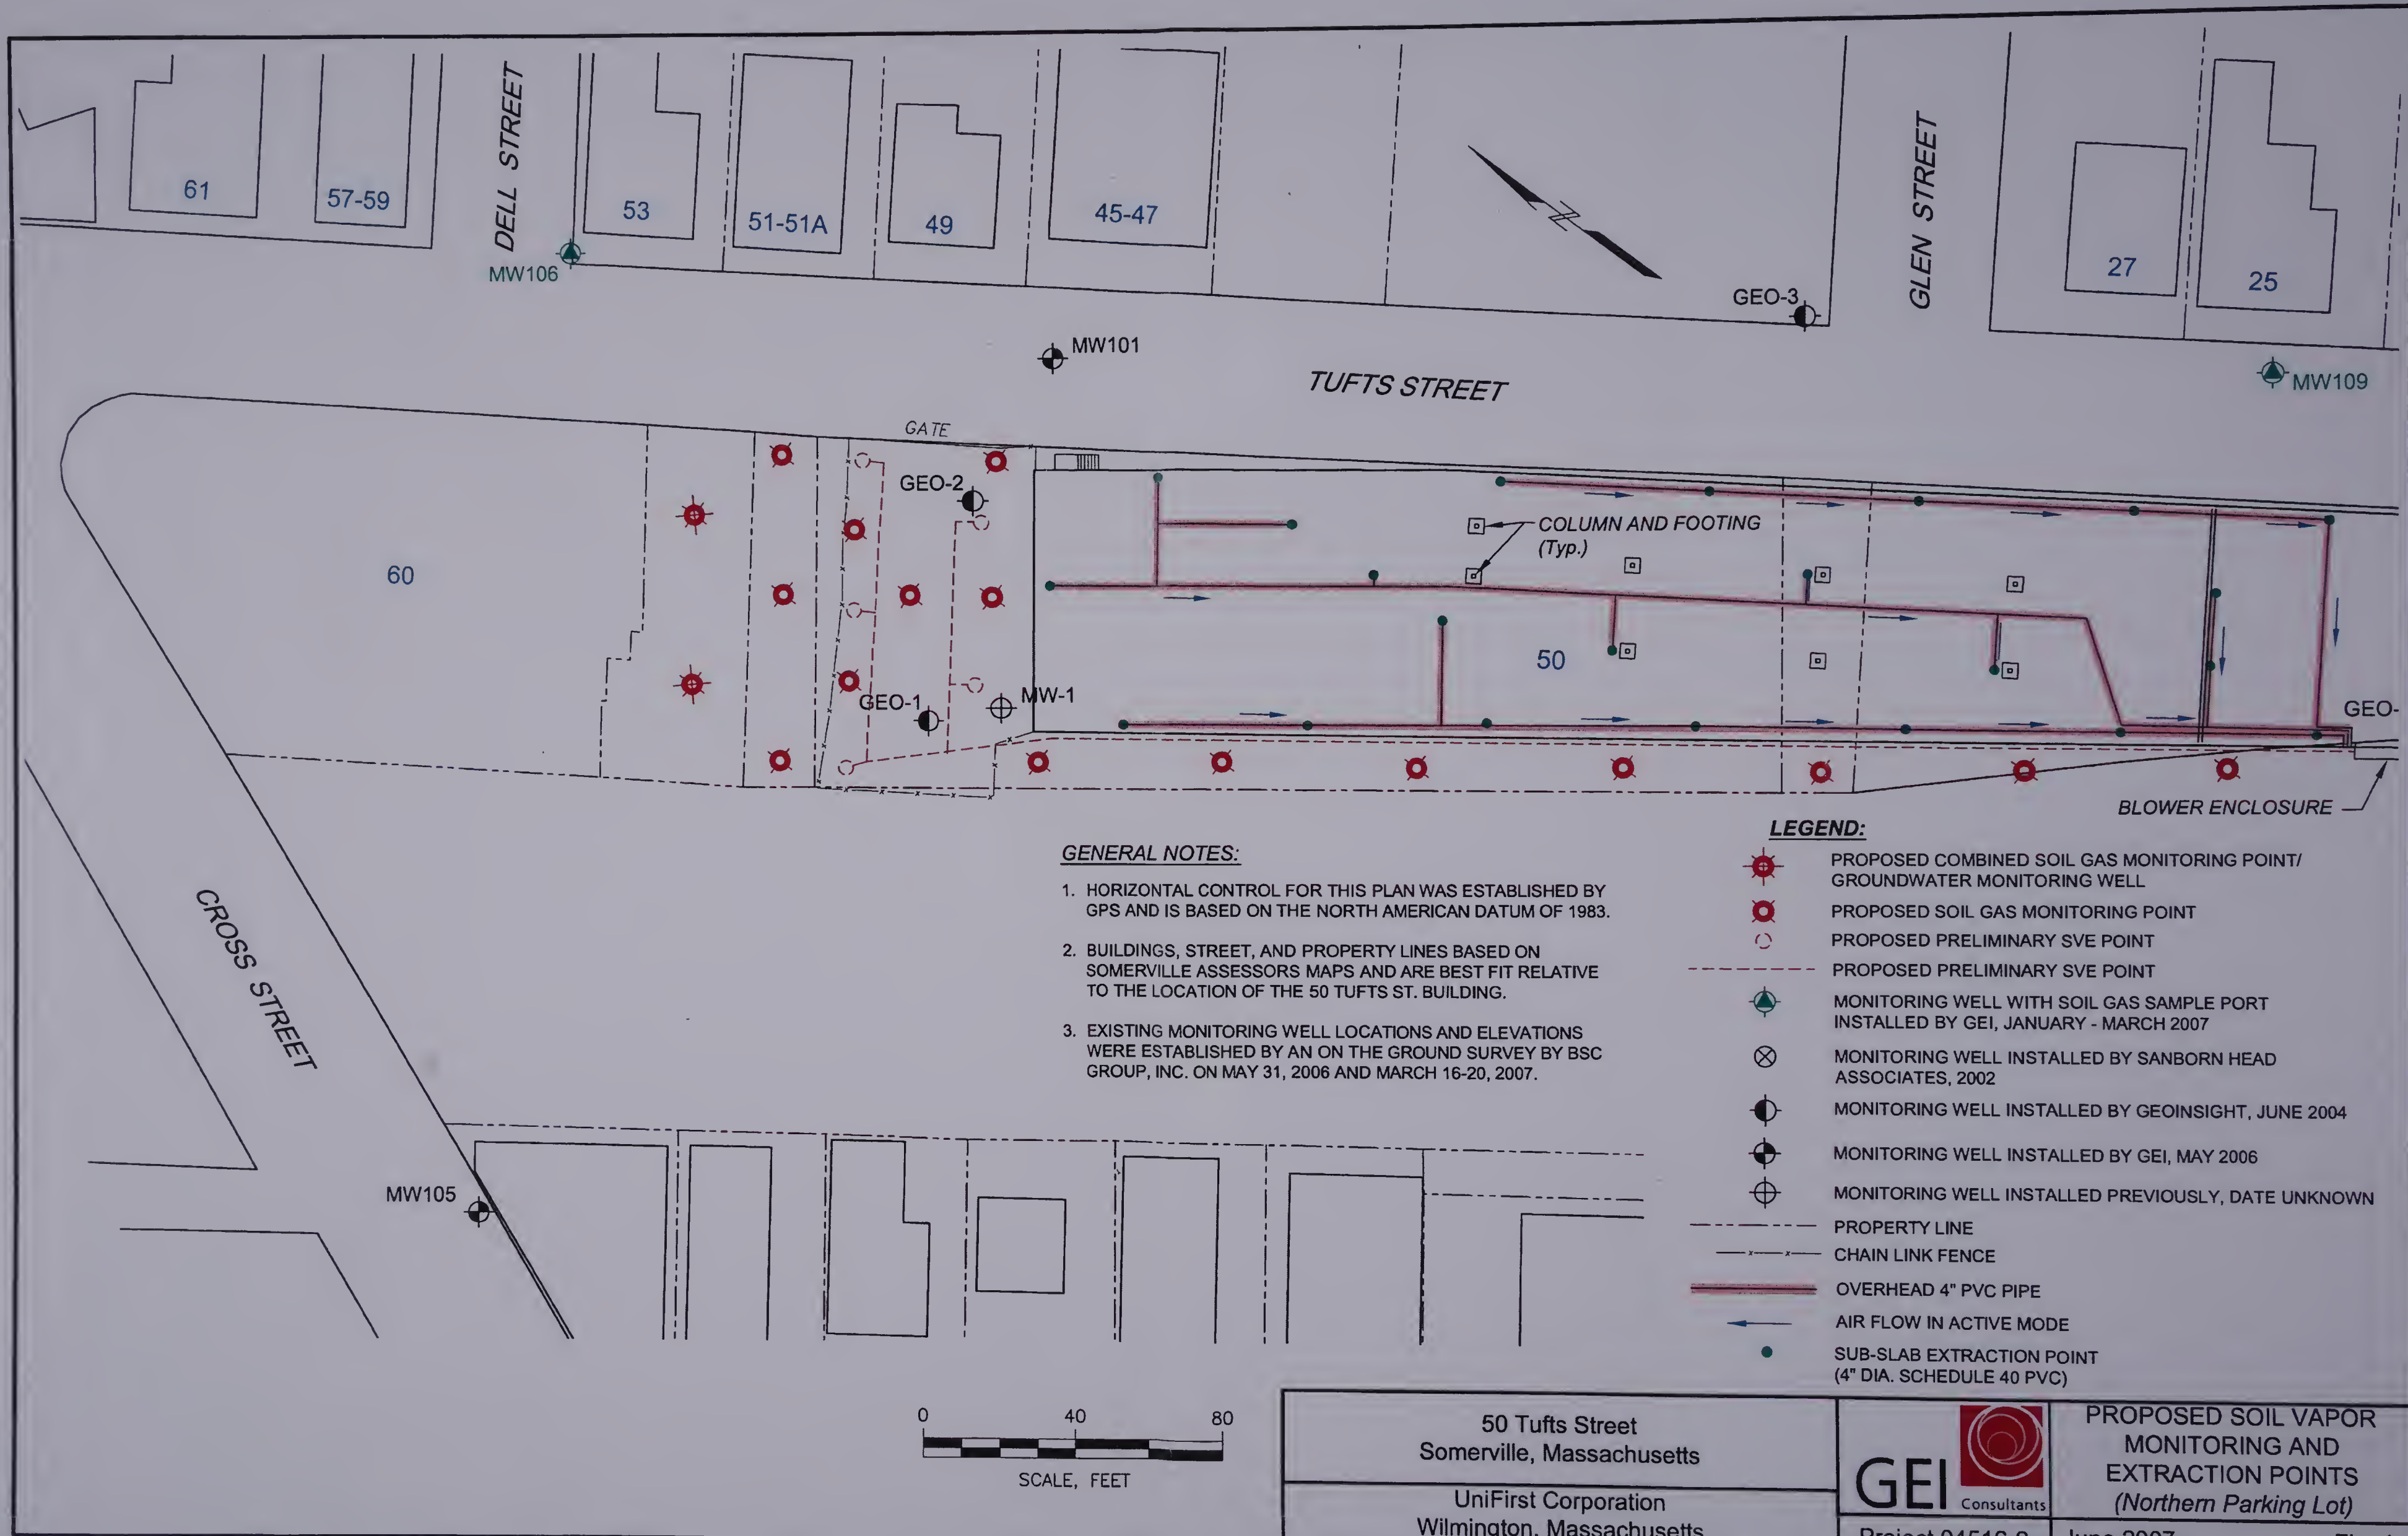 61
57-59
DELL STREET
53
51-51A
49
45-47
GLEN STREET
27
25
MW106
GEO-3
MW101
TUFTS STREET
MW109
GATE
GEO-2
COLUMN AND FOOTING
(Typ.)
60
50
GEO-1
MW-1
GEO-
BLOWER ENCLOSURE
CROSS STREET
MW105
GENERAL NOTES:
1. HORIZONTAL CONTROL FOR THIS PLAN WAS ESTABLISHED BY
GPS AND IS BASED ON THE NORTH AMERICAN DATUM OF 1983.
2. BUILDINGS, STREET, AND PROPERTY LINES BASED ON
SOMERVILLE ASSESSORS MAPS AND ARE BEST FIT RELATIVE
TO THE LOCATION OF THE 50 TUFTS ST. BUILDING.
3. EXISTING MONITORING WELL LOCATIONS AND ELEVATIONS
WERE ESTABLISHED BY AN ON THE GROUND SURVEY BY BSC
GROUP, INC. ON MAY 31, 2006 AND MARCH 16-20, 2007.
LEGEND:
PROPOSED COMBINED SOIL GAS MONITORING POINT/
GROUNDWATER MONITORING WELL
PROPOSED SOIL GAS MONITORING POINT
PROPOSED PRELIMINARY SVE POINT
PROPOSED PRELIMINARY SVE POINT
MONITORING WELL WITH SOIL GAS SAMPLE PORT
INSTALLED BY GEI, JANUARY - MARCH 2007
MONITORING WELL INSTALLED BY SANBORN HEAD
ASSOCIATES, 2002
MONITORING WELL INSTALLED BY GEOINSIGHT, JUNE 2004
MONITORING WELL INSTALLED BY GEI, MAY 2006
MONITORING WELL INSTALLED PREVIOUSLY, DATE UNKNOWN
PROPERTY LINE
CHAIN LINK FENCE
OVERHEAD 4" PVC PIPE
AIR FLOW IN ACTIVE MODE
SUB-SLAB EXTRACTION POINT
(4" DIA. SCHEDULE 40 PVC)
0 40 80
SCALE, FEET
50 Tufts Street
Somerville, Massachusetts
UniFirst Corporation
Wilmington, Massachusetts
GEI Consultants
PROPOSED SOIL VAPOR
MONITORING AND
EXTRACTION POINTS
(Northern Parking Lot)
Project
June 2007